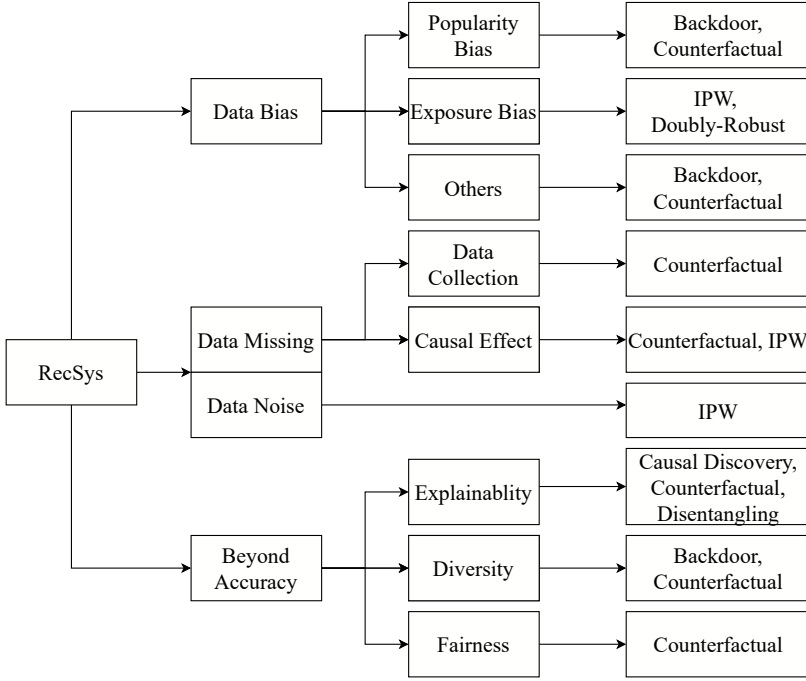 RecSys
Data Bias
Popularity
Bias
Backdoor,
Counterfactual
Exposure Bias
IPW,
Doubly-Robust
Others
Backdoor,
Counterfactual
Data Missing
Data
Collection
Counterfactual
Causal Effect
Counterfactual, IPW
Data Noise
IPW
Beyond
Accuracy
Explainablity
Causal Discovery,
Counterfactual,
Disentangling
Diversity
Backdoor,
Counterfactual
Fairness
Counterfactual